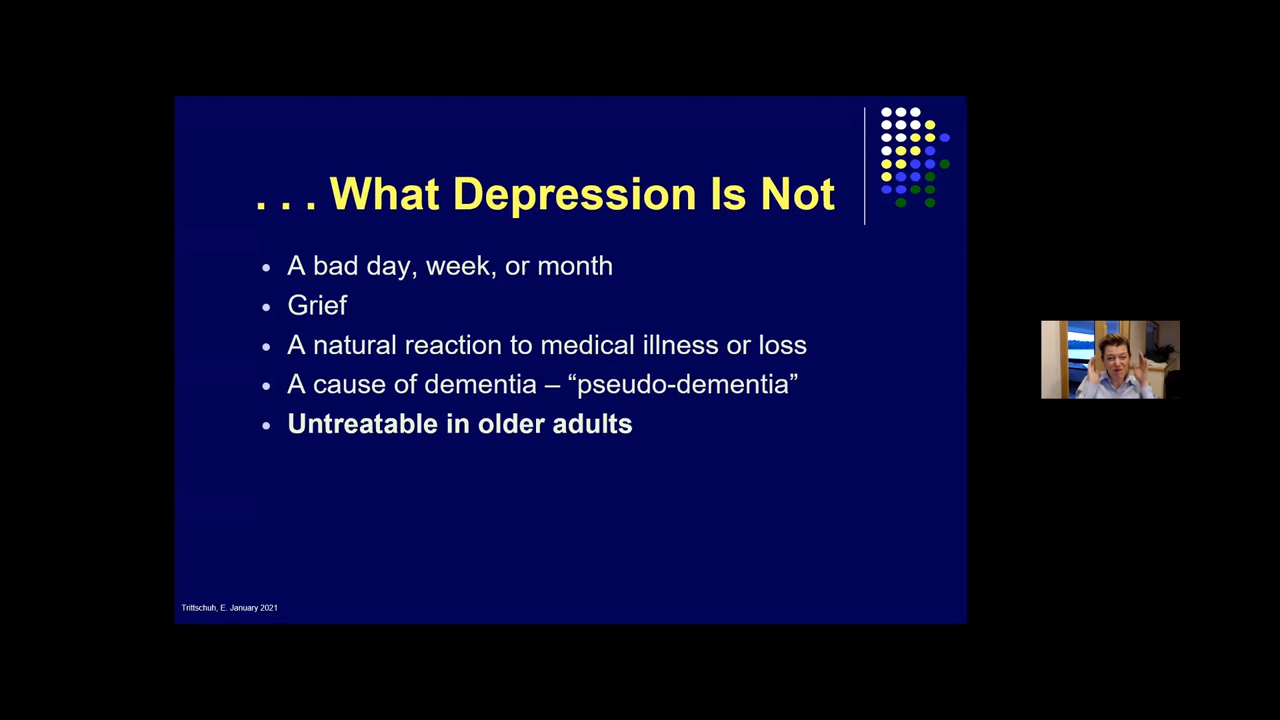 . . . What Depression Is Not
• A bad day, week, or month
• Grief
• A natural reaction to medical illness or loss
• A cause of dementia – “pseudo-dementia”
• Untreatable in older adults
Trittschuh, E. January 2021